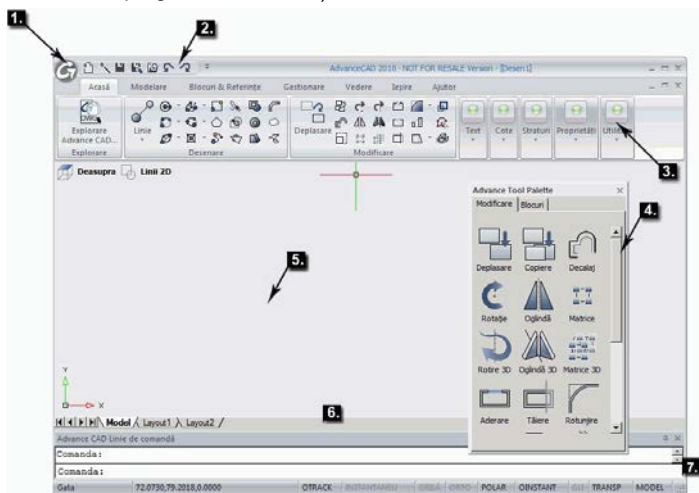 1.
2.
AdvanceCAD 2018 - NOT FOR RESALE Version - [Desen1]
Acasă Modelare Blocuri & Referințe Gestionare Vedere Ieșire Ajutor
DWG
Explorare Advance CAD...
Linie
Deplasare
Text Cote Straturi Proprietăți
Explorare
Desenare
Modificare
3.
Deasupra Linii 2D
Advance Tool Palette
Modificare Blocuri
4.
Deplasare Copiere Decalaj
5.
Rotație Oglindă Matrice
Rotire 3D Oglindă 3D Matrice 3D
Y
X
Aderare Tăiere Rotunjire
6.
Model Layout1 Layout2
Advance CAD Linie de comandă
Comanda:
Comanda:
7.
Gata 72.0730,79.2018,0.0000 OTRACK INSTANTANEU GRILĂ ORTO POLAR OINSTANT TRANSP MODEL